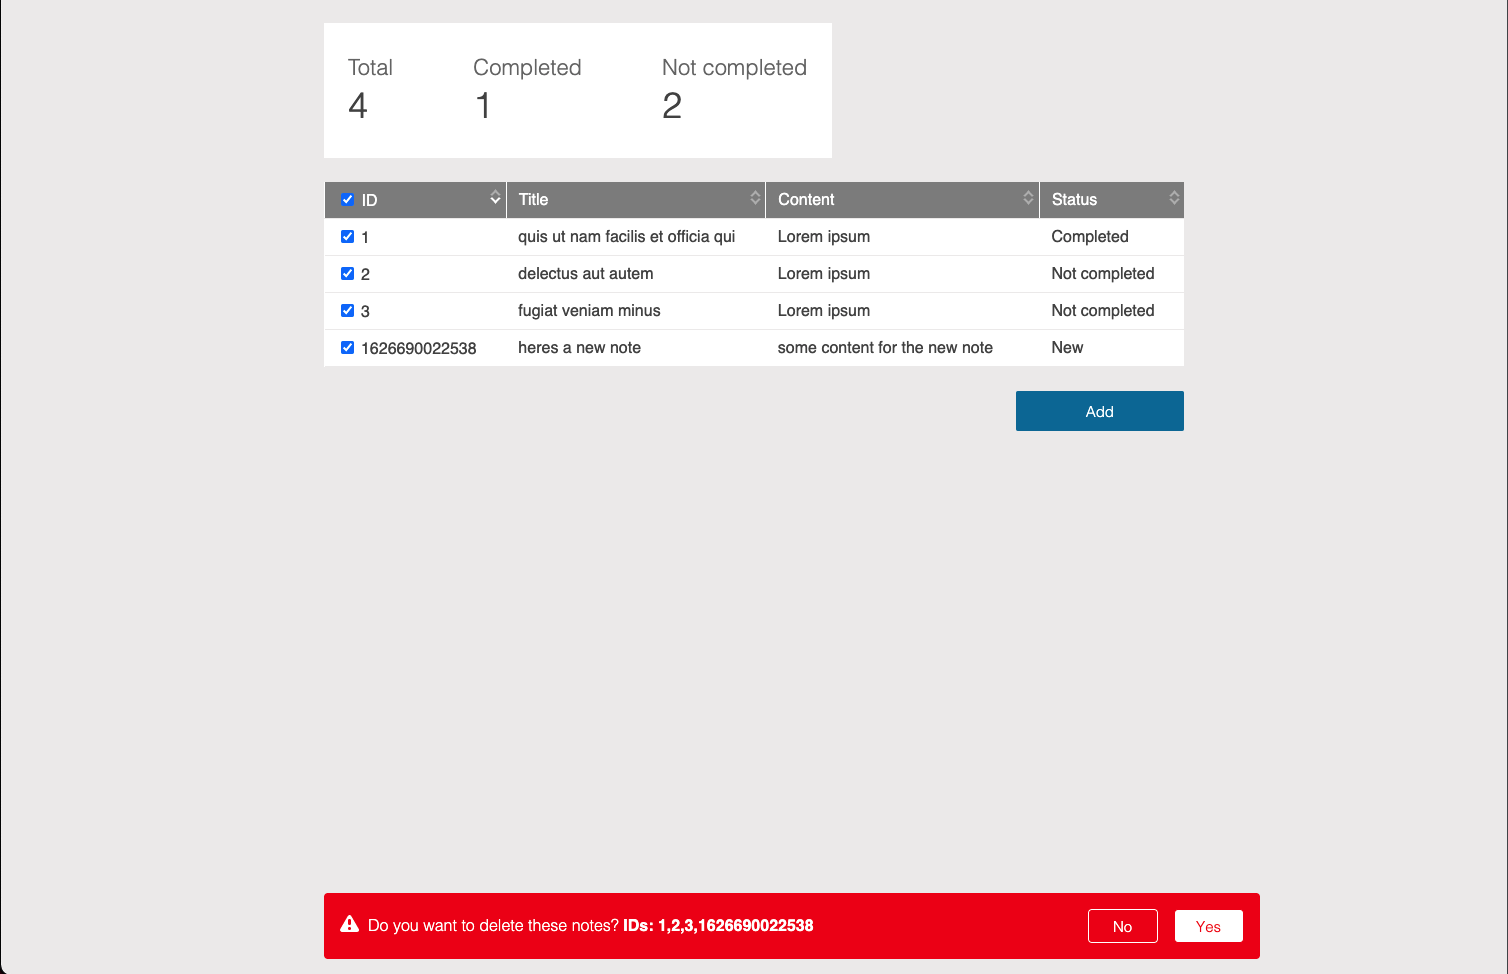 Total Completed Not completed
4 1 2
ID Title Content Status
1 quis ut nam facilis et officia qui Lorem ipsum Completed
2 delectus aut autem Lorem ipsum Not completed
3 fugiat veniam minus Lorem ipsum Not completed
1626690022538 heres a new note some content for the new note New
Add
Do you want to delete these notes? IDs: 1,2,3,1626690022538 No Yes